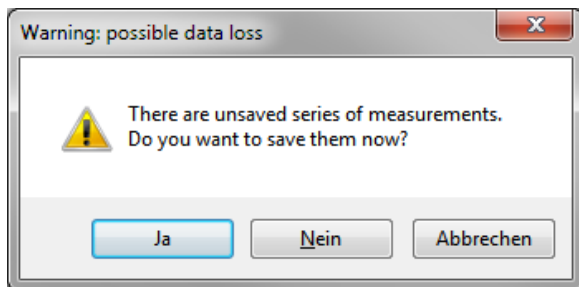 Warning: possible data loss
There are unsaved series of measurements.
Do you want to save them now?
Ja
Nein
Abbrechen